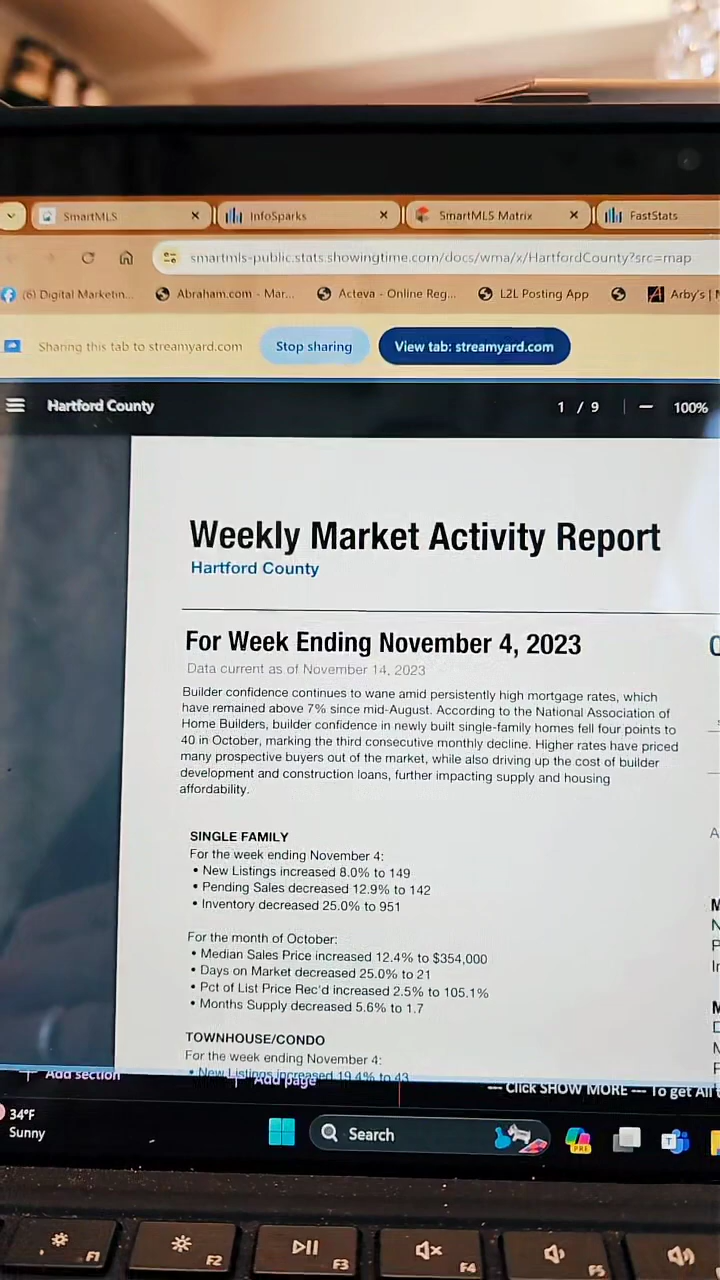 SmartMLS
InfoSparks
SmartMLS Matrix
FastStats
smartmls-public.stats.showingtime.com/docs/wma/x/HartfordCounty?src=map
(6) Digital Marketin...
Abraham.com - Mar...
Acteva - Online Reg...
L2L Posting App
Arby's |
Sharing this tab to streamyard.com
Stop sharing
View tab: streamyard.com
Hartford County
1 / 9
100%
Weekly Market Activity Report
Hartford County
For Week Ending November 4, 2023
Data current as of November 14, 2023
Builder confidence continues to wane amid persistently high mortgage rates, which
have remained above 7% since mid-August. According to the National Association of
Home Builders, builder confidence in newly built single-family homes fell four points to
40 in October, marking the third consecutive monthly decline. Higher rates have priced
many prospective buyers out of the market, while also driving up the cost of builder
development and construction loans, further impacting supply and housing
affordability.
SINGLE FAMILY
For the week ending November 4:
• New Listings increased 8.0% to 149
• Pending Sales decreased 12.9% to 142
• Inventory decreased 25.0% to 951
For the month of October:
• Median Sales Price increased 12.4% to $354,000
• Days on Market decreased 25.0% to 21
• Pct of List Price Rec'd increased 2.5% to 105.1%
• Months Supply decreased 5.6% to 1.7
TOWNHOUSE/CONDO
For the week ending November 4:
• New Listings increased 19.4% to 43
+ Add section
+ Add page
--- Click SHOW MORE --- To get All
34°F
Sunny
Search
PRE
F1
F2
F3
F4
F5